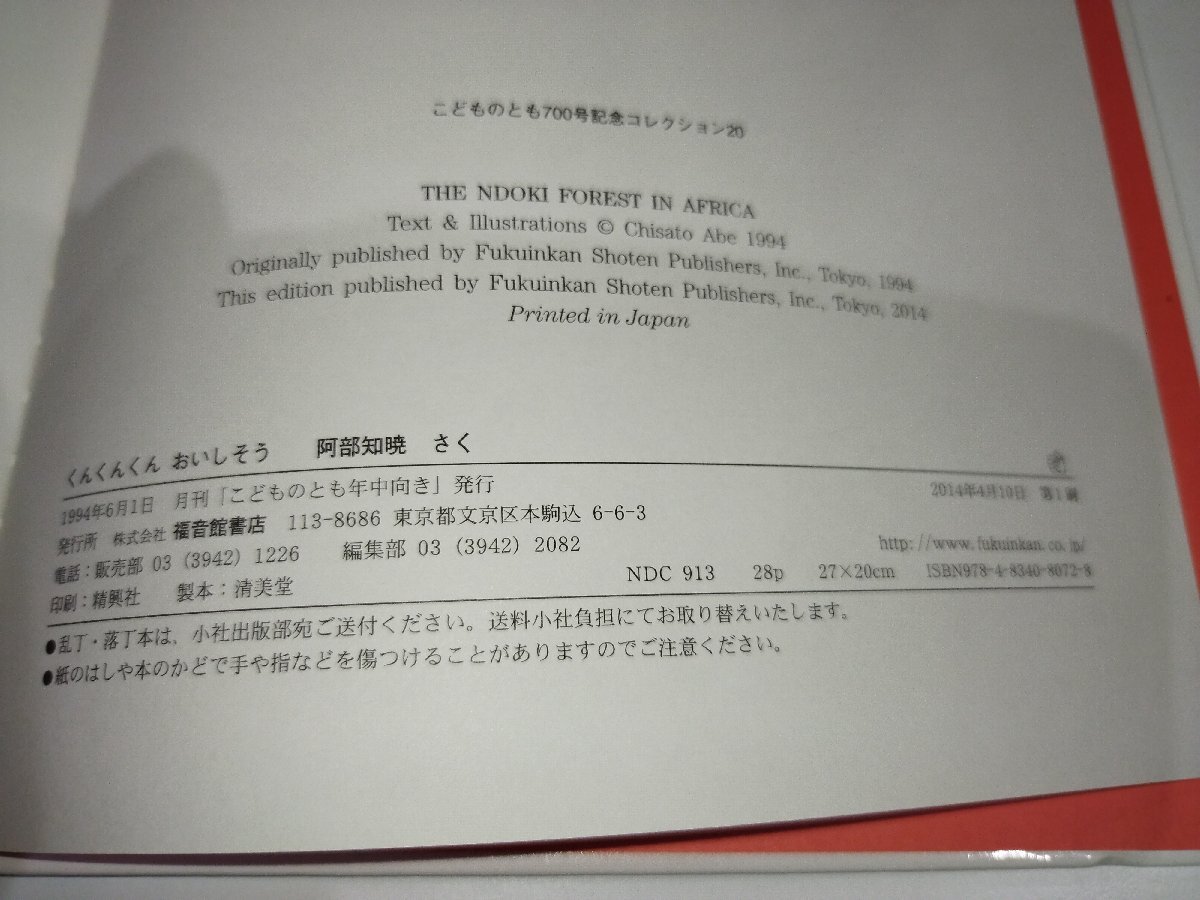 こどものとも700号記念コレクション20
THE NDOKI FOREST IN AFRICA
Text & Illustrations © Chisato Abe 1994
Originally published by Fukuinkan Shoten Publishers, Inc., Tokyo, 1994
This edition published by Fukuinkan Shoten Publishers, Inc., Tokyo, 2014
Printed in Japan
くんくんくん おいしそう 阿部知暁 さく
1994年6月1日 月刊「こどものとも年中向き」発行 2014年4月10日 第1刷
発行所 株式会社 福音館書店 113-8686 東京都文京区本駒込 6-6-3
電話：販売部 03 (3942) 1226 編集部 03 (3942) 2082 http://www.fukuinkan.co.jp/
印刷：精興社 製本：清美堂 NDC 913 28p 27×20cm ISBN978-4-8340-8072-8
●乱丁・落丁本は、小社出版部宛ご送付ください。送料小社負担にてお取り替えいたします。
●紙のはしや本のかどで手や指などを傷つけることがありますのでご注意ください。